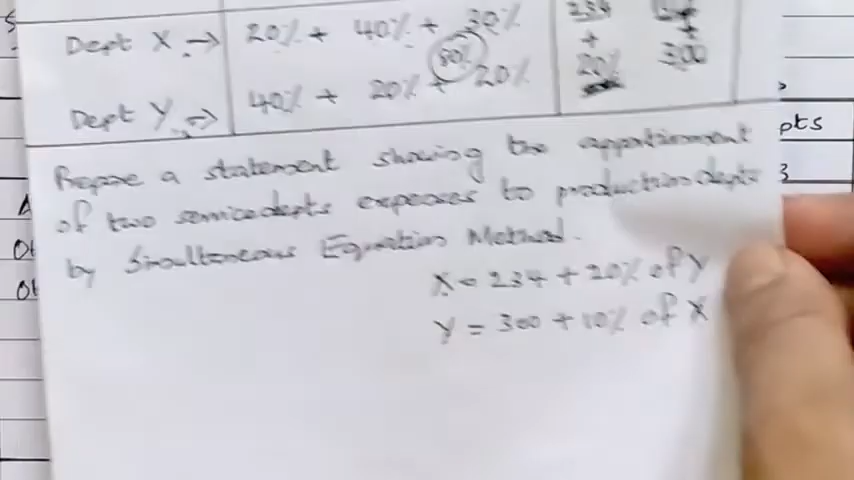 Dept X → 20% + 40% + 30% 234
+ + 300
80% 20%
Dept Y → 40% + 20% + 20%
pts
Prepare a statement showing the apportionment
3
of two service depts expenses to production depts
by Simultaneous Equation Method.
X = 234 + 20% of Y
Y = 300 + 10% of X